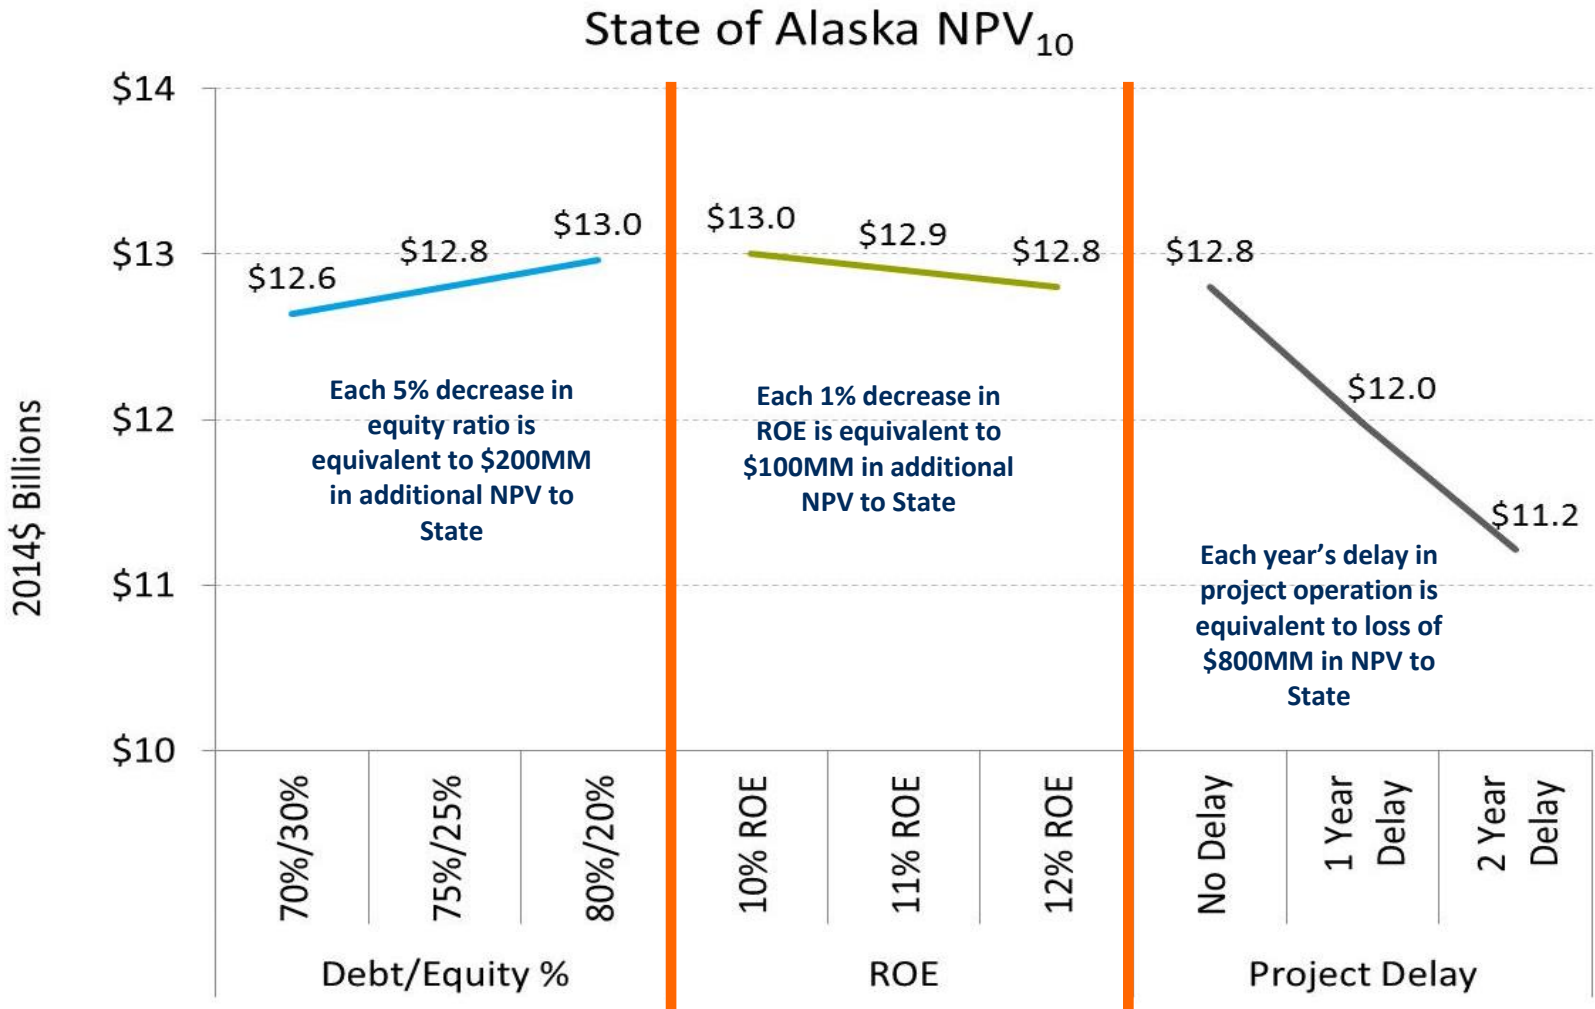 State of Alaska NPV10
2014$ Billions
$14
$13
$12
$11
$10
$12.6
$12.8
$13.0
Each 5% decrease in
equity ratio is
equivalent to $200MM
in additional NPV to
State
70%/30%
75%/25%
80%/20%
Debt/Equity %
$13.0
$12.9
$12.8
Each 1% decrease in
ROE is equivalent to
$100MM in additional
NPV to State
10% ROE
11% ROE
12% ROE
ROE
$12.8
$12.0
$11.2
Each year’s delay in
project operation is
equivalent to loss of
$800MM in NPV to
State
No Delay
1 Year
Delay
2 Year
Delay
Project Delay